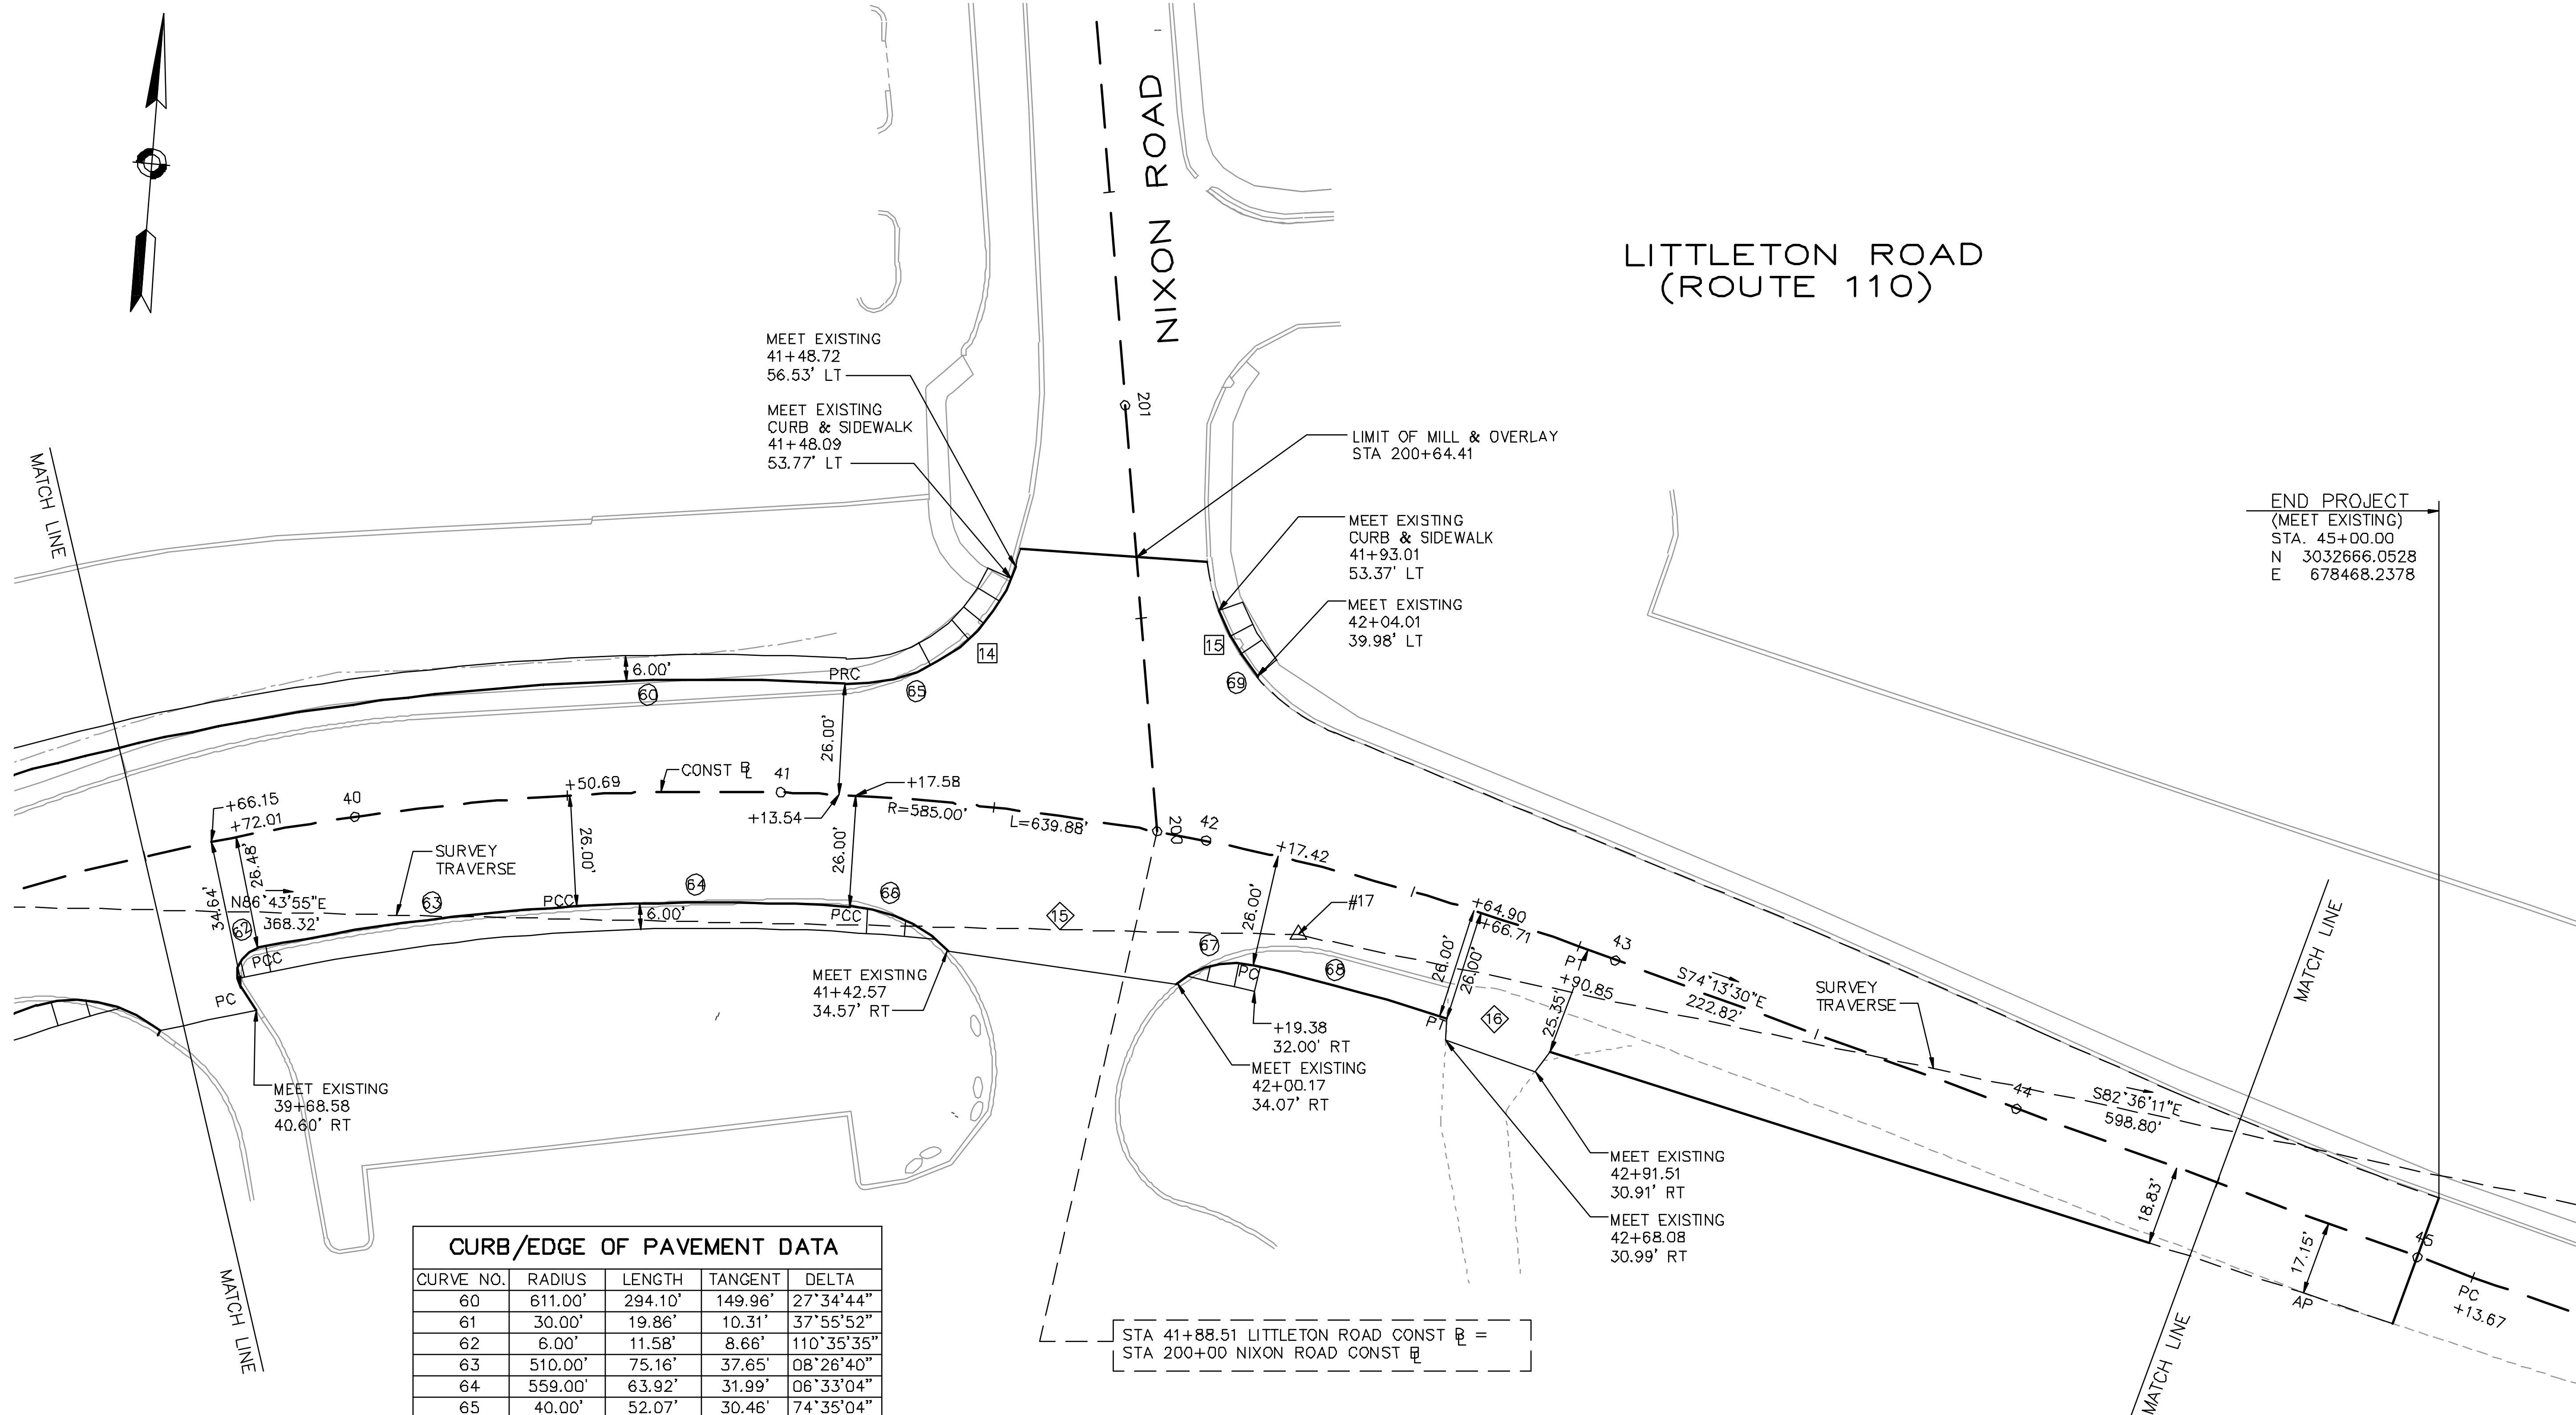 NIXON ROAD
LITTLETON ROAD
(ROUTE 110)
MEET EXISTING
41+48.72
56.53' LT
MEET EXISTING
CURB & SIDEWALK
41+48.09
53.77' LT
201
LIMIT OF MILL & OVERLAY
STA 200+64.41
MATCH LINE
MEET EXISTING
CURB & SIDEWALK
41+93.01
53.37' LT
END PROJECT
(MEET EXISTING)
STA. 45+00.00
N 3032666.0528
E 678468.2378
MEET EXISTING
42+04.01
39.98' LT
14
15
69
6.00'
60
PRC
65
26.00'
CONST BL
41
+50.69
+17.58
+66.15
40
+72.01
+13.54
R=585.00'
L=639.88'
200
42
26.48'
34.64'
26.00'
26.00'
SURVEY
TRAVERSE
+17.42
N86°43'55"E
368.32'
63
64
66
62
PCC
6.00'
PCC
15
#17
26.00'
67
68
+64.90
+66.71
26.00'
26.00'
43
PT
+90.85
S74°13'30"E
222.82'
SURVEY
TRAVERSE
MATCH LINE
PCC
PC
PC
MEET EXISTING
41+42.57
34.57' RT
PT
16
25.35'
+19.38
32.00' RT
MEET EXISTING
42+00.17
34.07' RT
MEET EXISTING
39+68.58
40.60' RT
44
S82°36'11"E
598.80'
MEET EXISTING
42+91.51
30.91' RT
MEET EXISTING
42+68.08
30.99' RT
18.83'
17.15'
45
AP
PC
+13.67
MATCH LINE
MATCH LINE
STA 41+88.51 LITTLETON ROAD CONST BL =
STA 200+00 NIXON ROAD CONST BL
CURB/EDGE OF PAVEMENT DATA
CURVE NO. RADIUS LENGTH TANGENT DELTA
60 611.00' 294.10' 149.96' 27°34'44"
61 30.00' 19.86' 10.31' 37°55'52"
62 6.00' 11.58' 8.66' 110°35'35"
63 510.00' 75.16' 37.65' 08°26'40"
64 559.00' 63.92' 31.99' 06°33'04"
65 40.00' 52.07' 30.46' 74°35'04"